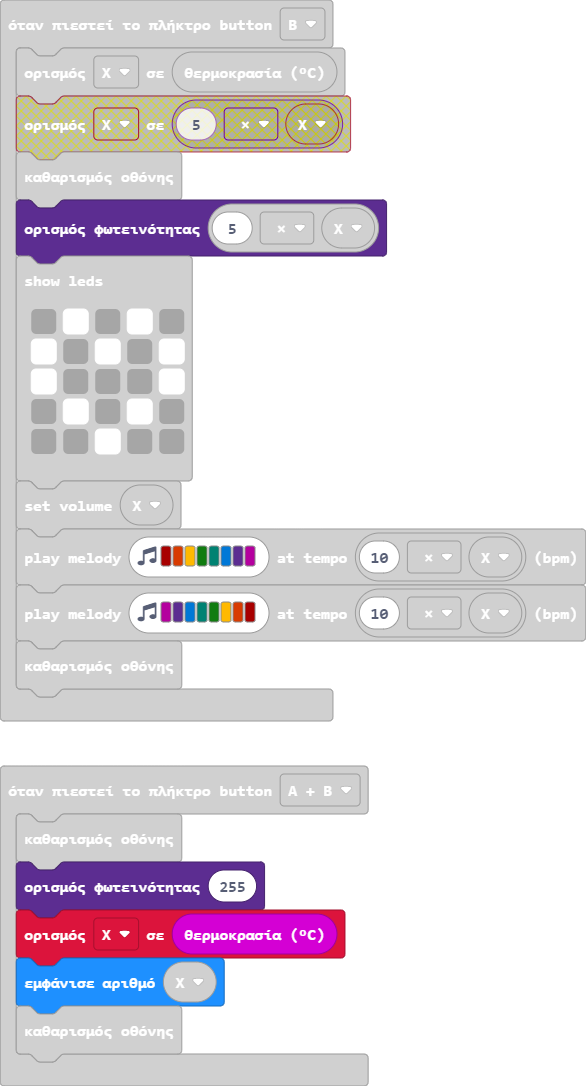 όταν πιεστεί το πλήκτρο button B
ορισμός X σε θερμοκρασία (°C)
ορισμός X σε 5 × X
καθαρισμός οθόνης
ορισμός φωτεινότητας 5 × X
show leds
set volume X
play melody at tempo 10 × X (bpm)
play melody at tempo 10 × X (bpm)
καθαρισμός οθόνης
όταν πιεστεί το πλήκτρο button A + B
καθαρισμός οθόνης
ορισμός φωτεινότητας 255
ορισμός X σε θερμοκρασία (°C)
εμφάνισε αριθμό X
καθαρισμός οθόνης